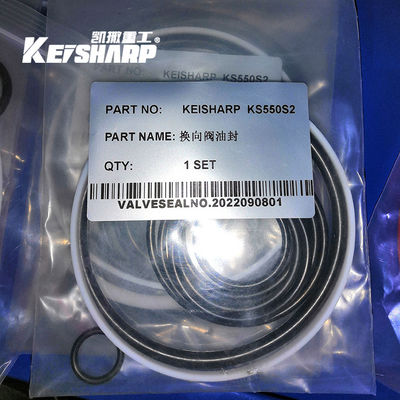 凯撒重工
KEISHARP
KEISHARP KS550S2
PART NO: KEISHARP KS550S2
PART NAME: 换向阀油封
QTY: 1 SET
VALVESEALNO.2022090801